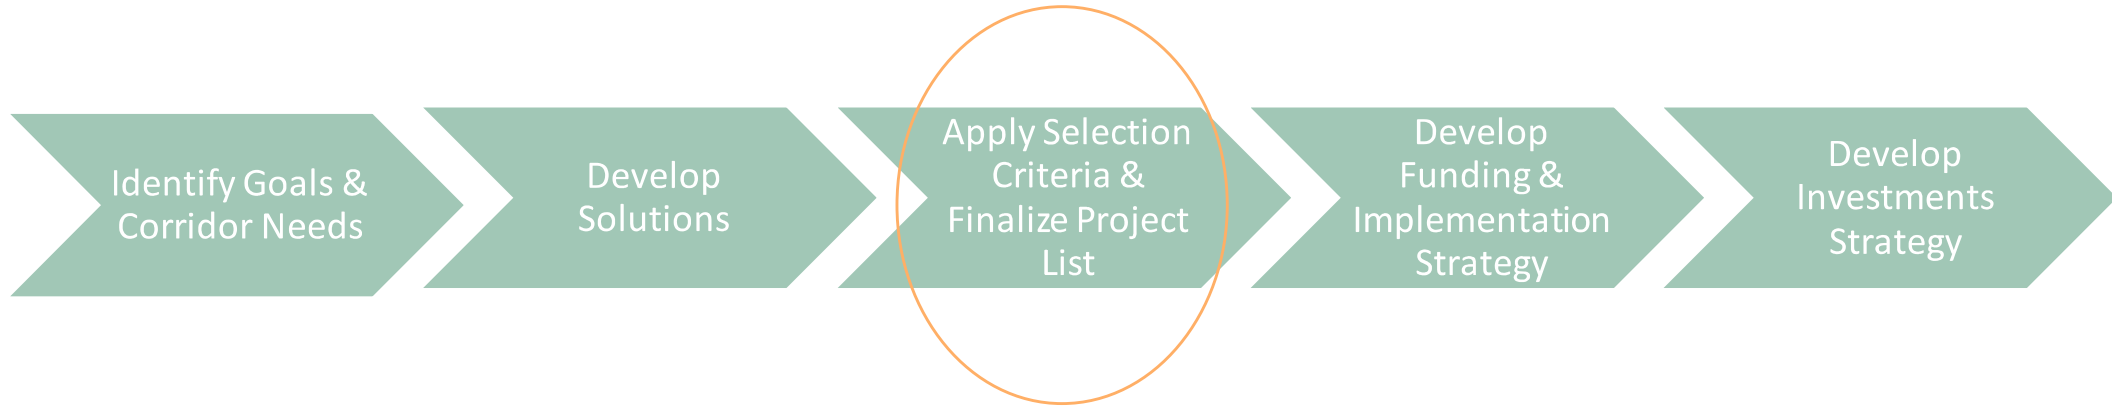 Identify Goals &
Corridor Needs
Develop
Solutions
Apply Selection
Criteria &
Finalize Project
List
Develop
Funding &
Implementation
Strategy
Develop
Investments
Strategy